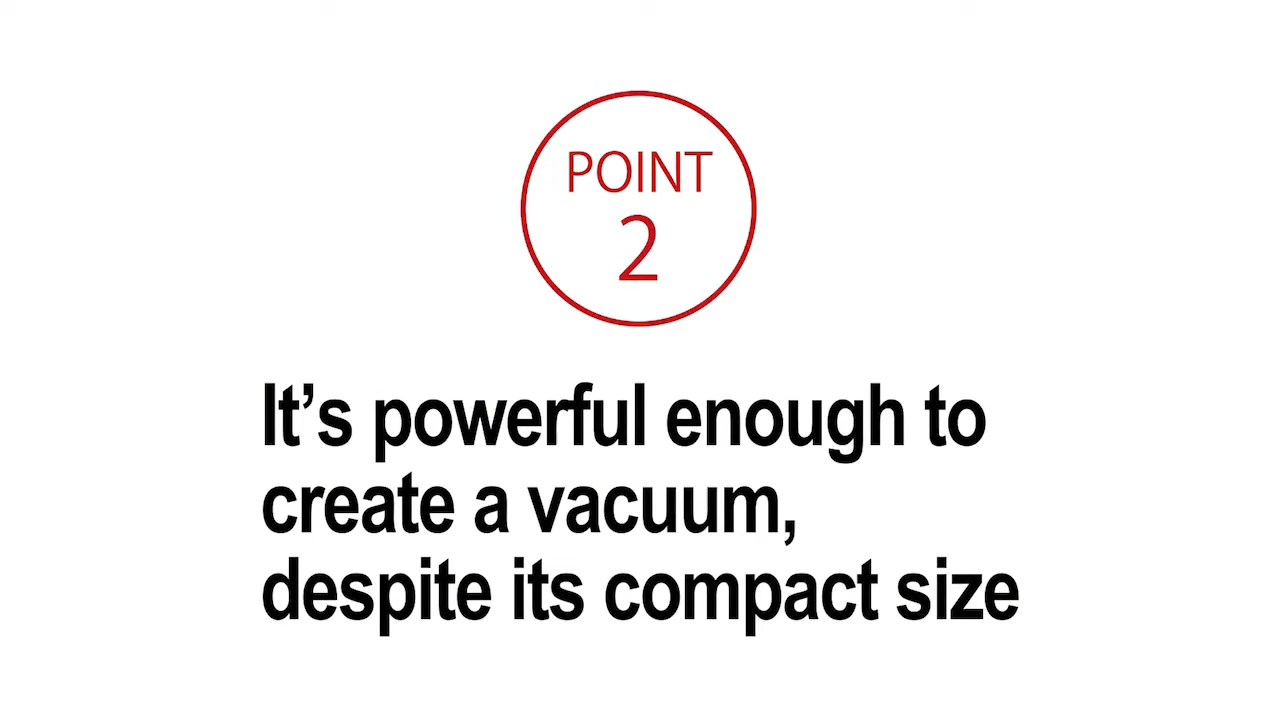 POINT
2
It’s powerful enough to
create a vacuum,
despite its compact size